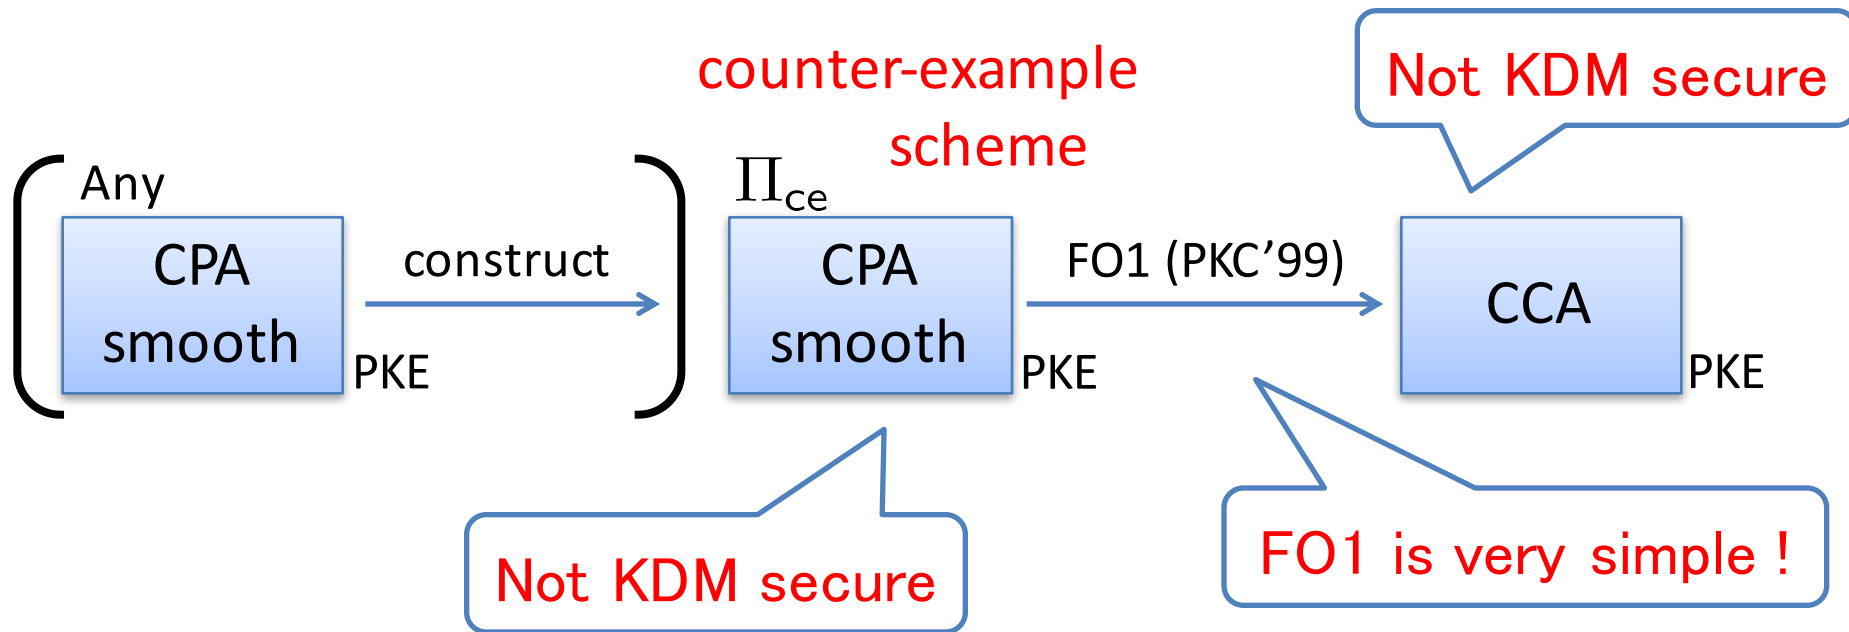 counter-example
scheme
Not KDM secure
Any
CPA
smooth
PKE
construct
Π_ce
CPA
smooth
PKE
FO1 (PKC’99)
CCA
PKE
Not KDM secure
FO1 is very simple !